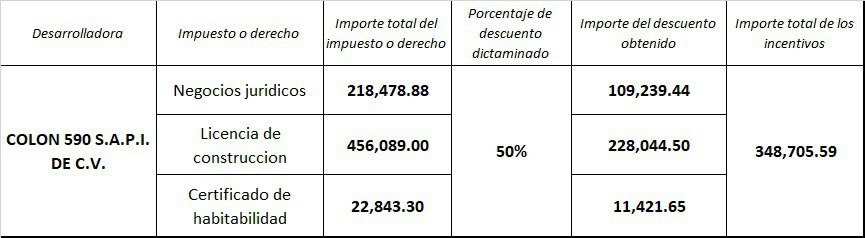 Desarrolladora
Impuesto o derecho
Importe total del
impuesto o derecho
Porcentaje de
descuento
dictaminado
Importe del descuento
obtenido
Importe total de los
incentivos
COLON 590 S.A.P.I.
DE C.V.
Negocios juridicos
218,478.88
50%
109,239.44
348,705.59
Licencia de
construccion
456,089.00
228,044.50
Certificado de
habitabilidad
22,843.30
11,421.65